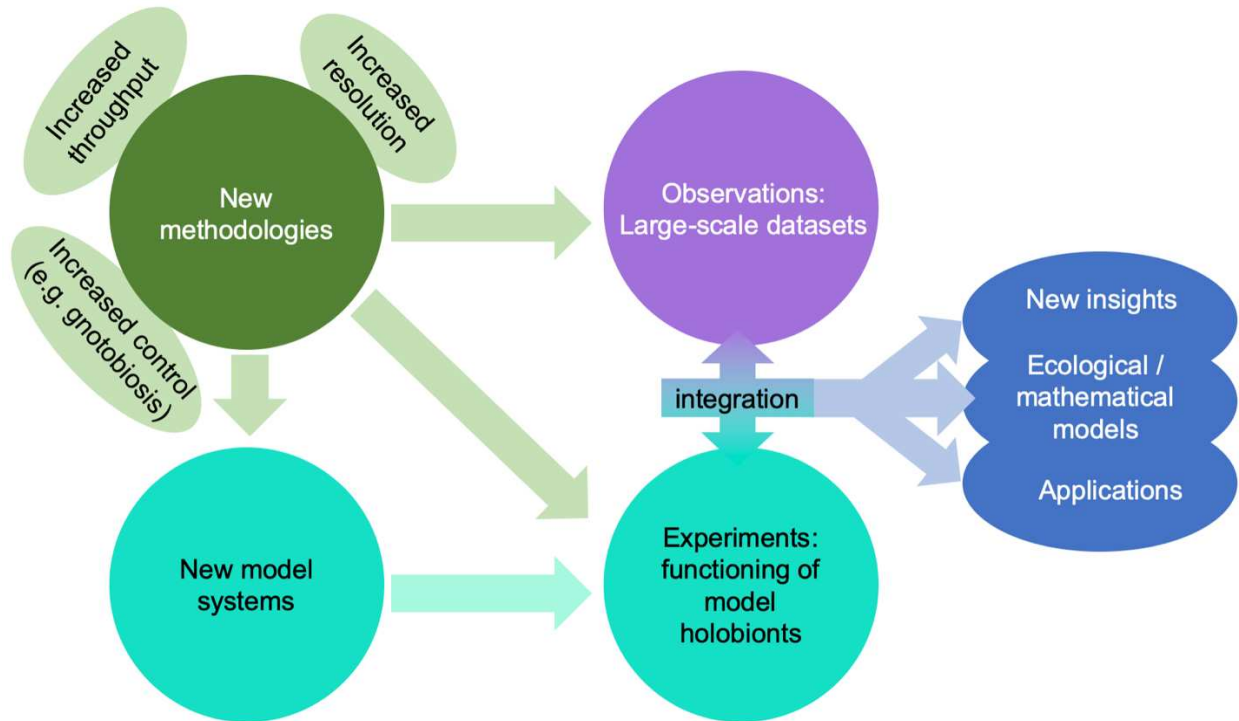 Increased
throughput
Increased
resolution
New
methodologies
Increased control
(e.g. gnotobiosis)
Observations:
Large-scale datasets
integration
New insights
Ecological /
mathematical
models
Applications
New model
systems
Experiments:
functioning of
model
holobionts